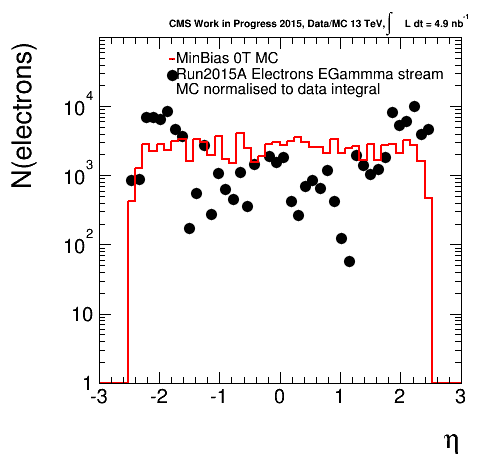 CMS Work in Progress 2015, Data/MC 13 TeV,∫ L dt = 4.9 nb⁻¹
MinBias 0T MC
Run2015A Electrons EGammma stream
MC normalised to data integral
N(electrons)
10⁴
10³
10²
10
1
-3 -2 -1 0 1 2 3
η